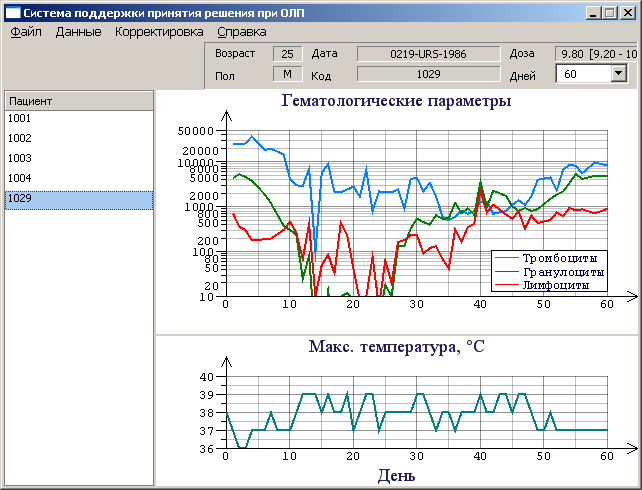 Система поддержки принятия решения при ОЛП
Файл Данные Корректировка Справка
Возраст 25 Дата 0219-URS-1986 Доза 9.80 [9.20 - 10
Пол М Код 1029 Дней 60
Пациент
1001
1002
1003
1004
1029
Гематологические параметры
50000
20000
10000
8000
5000
2000
1000
800
500
200
100
80
50
20
10
0 10 20 30 40 50 60
Тромбоциты
Гранулоциты
Лимфоциты
Макс. температура, °C
40
39
38
37
36
0 10 20 30 40 50 60
День